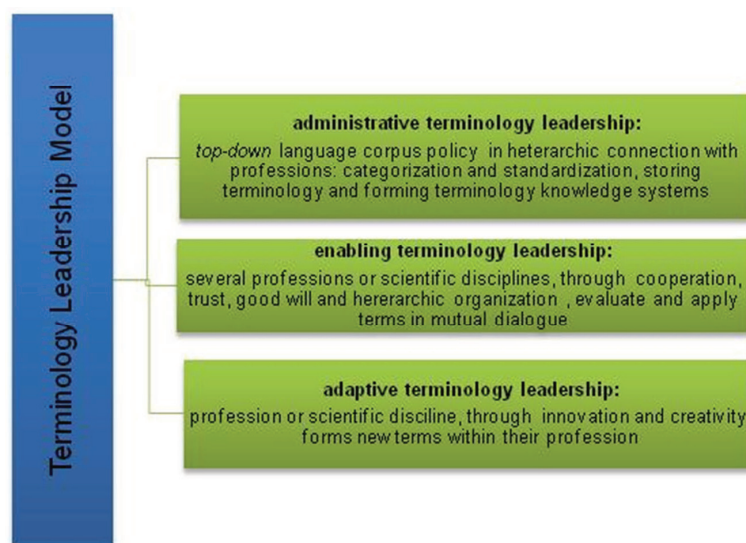 Terminology Leadership Model
administrative terminology leadership:
top-down language corpus policy in heterarchic connection with
professions: categorization and standardization, storing
terminology and forming terminology knowledge systems
enabling terminology leadership:
several professions or scientific disciplines, through cooperation,
trust, good will and hererarchic organization , evaluate and apply
terms in mutual dialogue
adaptive terminology leadership:
profession or scientific disciline, through innovation and creativity
forms new terms within their profession